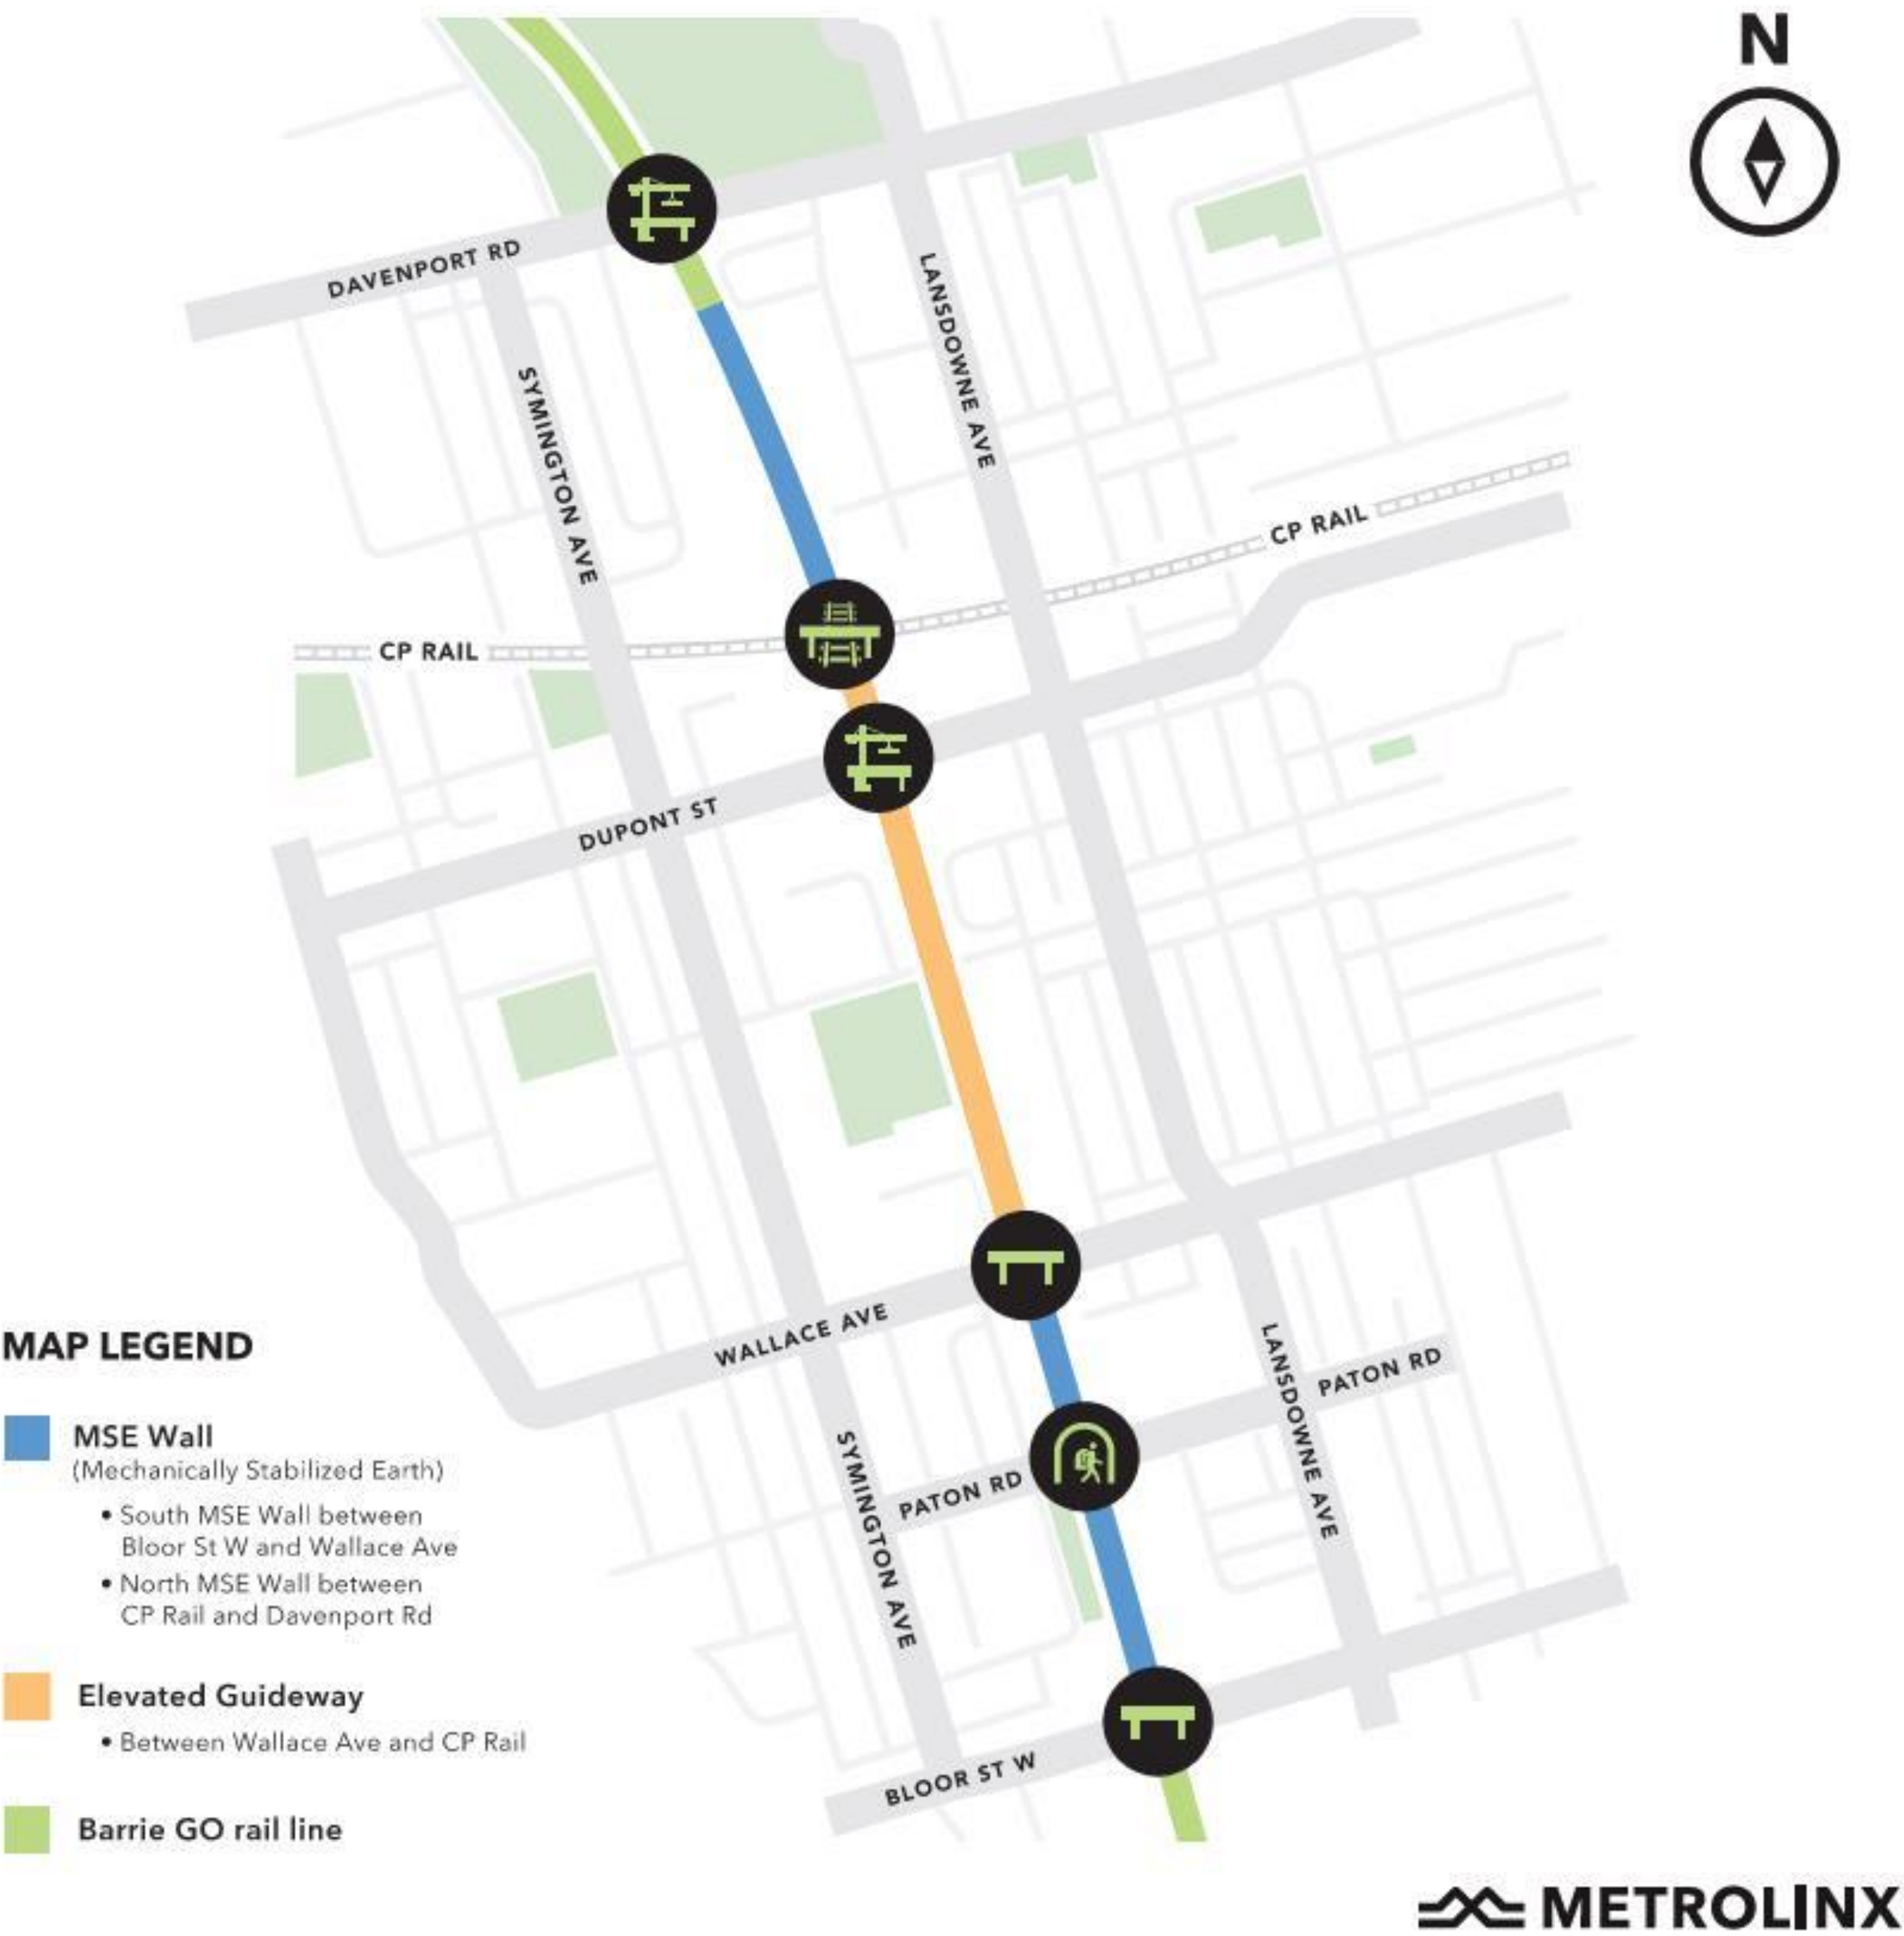 N
DAVENPORT RD
LANSDOWNE AVE
SYMINGTON AVE
CP RAIL
CP RAIL
DUPONT ST
WALLACE AVE
PATON RD
LANSDOWNE AVE
PATON RD
SYMINGTON AVE
BLOOR ST W
MAP LEGEND
MSE Wall
(Mechanically Stabilized Earth)
• South MSE Wall between
Bloor St W and Wallace Ave
• North MSE Wall between
CP Rail and Davenport Rd
Elevated Guideway
• Between Wallace Ave and CP Rail
Barrie GO rail line
METROLINX